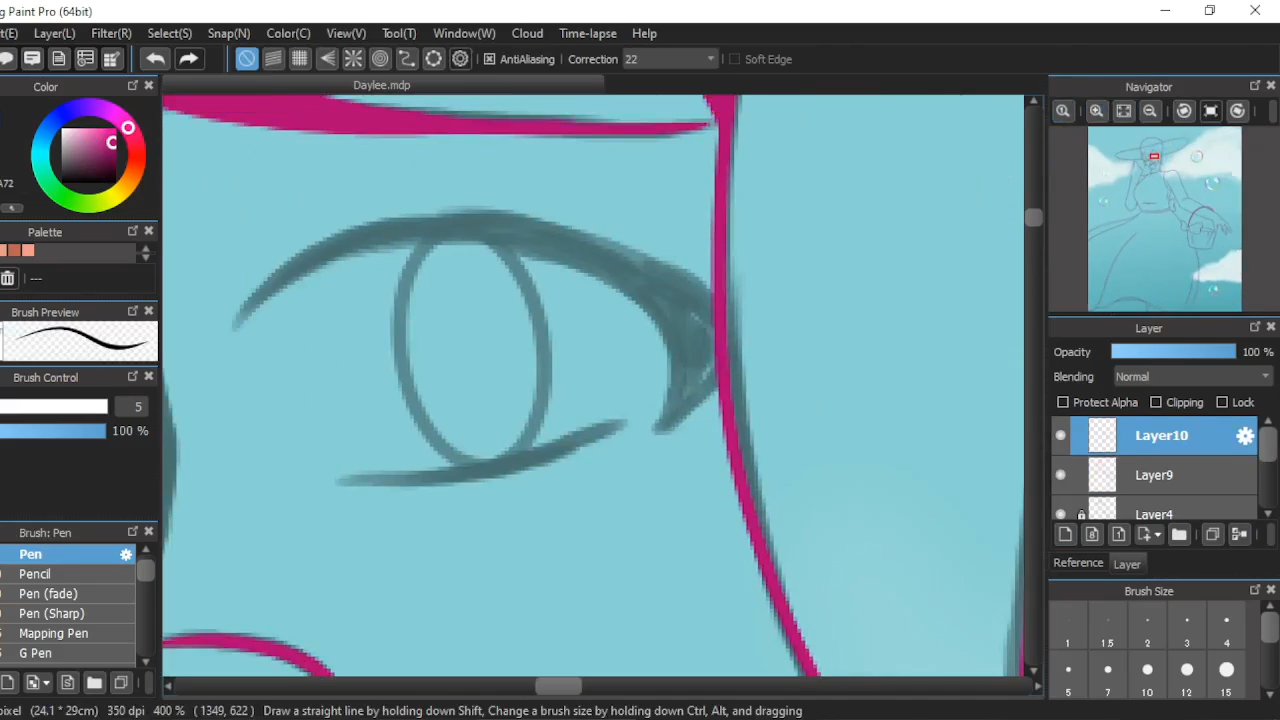 g Paint Pro (64bit)
t(E) Layer(L) Filter(R) Select(S) Snap(N) Color(C) View(V) Tool(T) Window(W) Cloud Time-lapse Help
AntiAliasing Correction 22 Soft Edge
Color
A72
Palette
---
Brush Preview
Brush Control
5
100 %
Brush: Pen
Pen
Pencil
Pen (fade)
Pen (Sharp)
Mapping Pen
G Pen
Daylee.mdp
Navigator
Layer
Opacity 100 %
Blending Normal
Protect Alpha Clipping Lock
Layer10
Layer9
Layer4
Reference Layer
Brush Size
1 1.5 2 3 4
5 7 10 12 15
pixel (24.1 * 29cm) 350 dpi 400 % ( 1349, 622 ) Draw a straight line by holding down Shift, Change a brush size by holding down Ctrl, Alt, and dragging